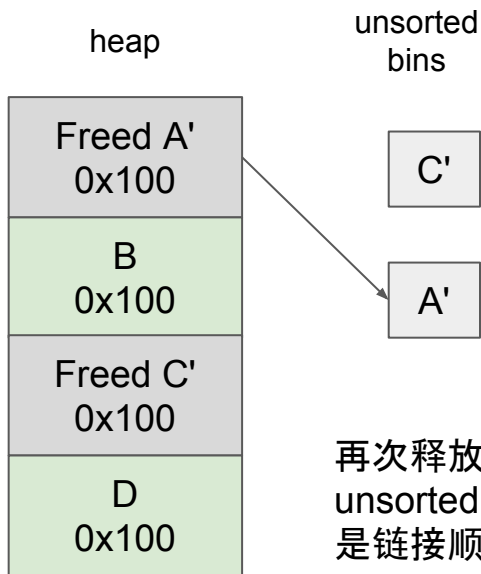 heap
unsorted
bins
Freed A'
0x100
C'
B
0x100
A'
Freed C'
0x100
D
0x100
再次释放
unsorted
是链接顺